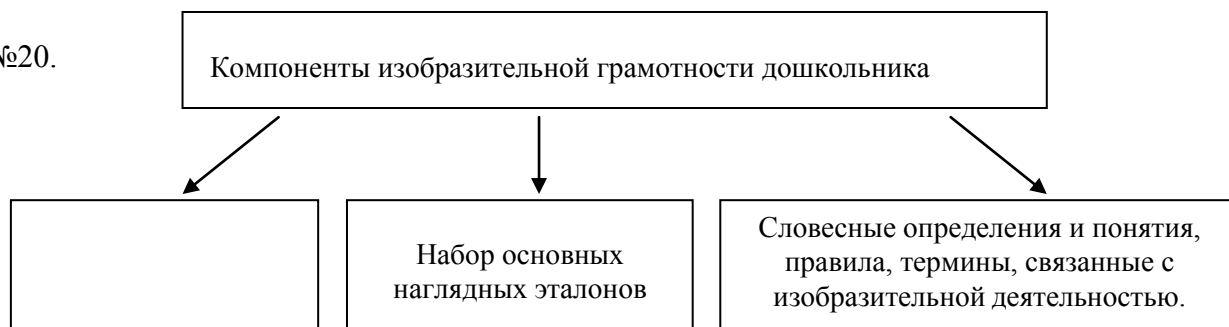 №20.
Компоненты изобразительной грамотности дошкольника
Набор основных
наглядных эталонов
Словесные определения и понятия,
правила, термины, связанные с
изобразительной деятельностью.